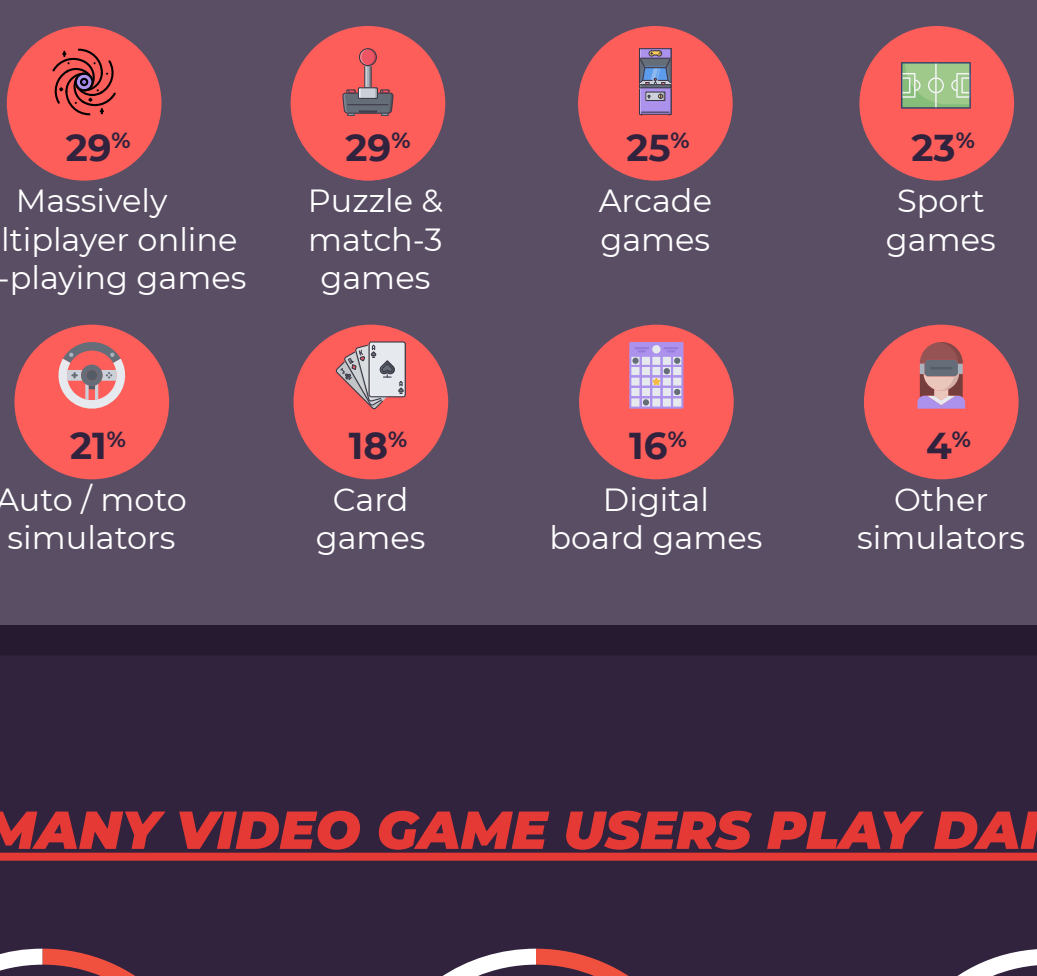 29% 29% 25% 23%
Massively
ltiplayer online
-playing games
Puzzle &
match-3
games
Arcade
games
Sport
games
21% 18% 16% 4%
Auto / moto
simulators
Card
games
Digital
board games
Other
simulators
MANY VIDEO GAME USERS PLAY DAI